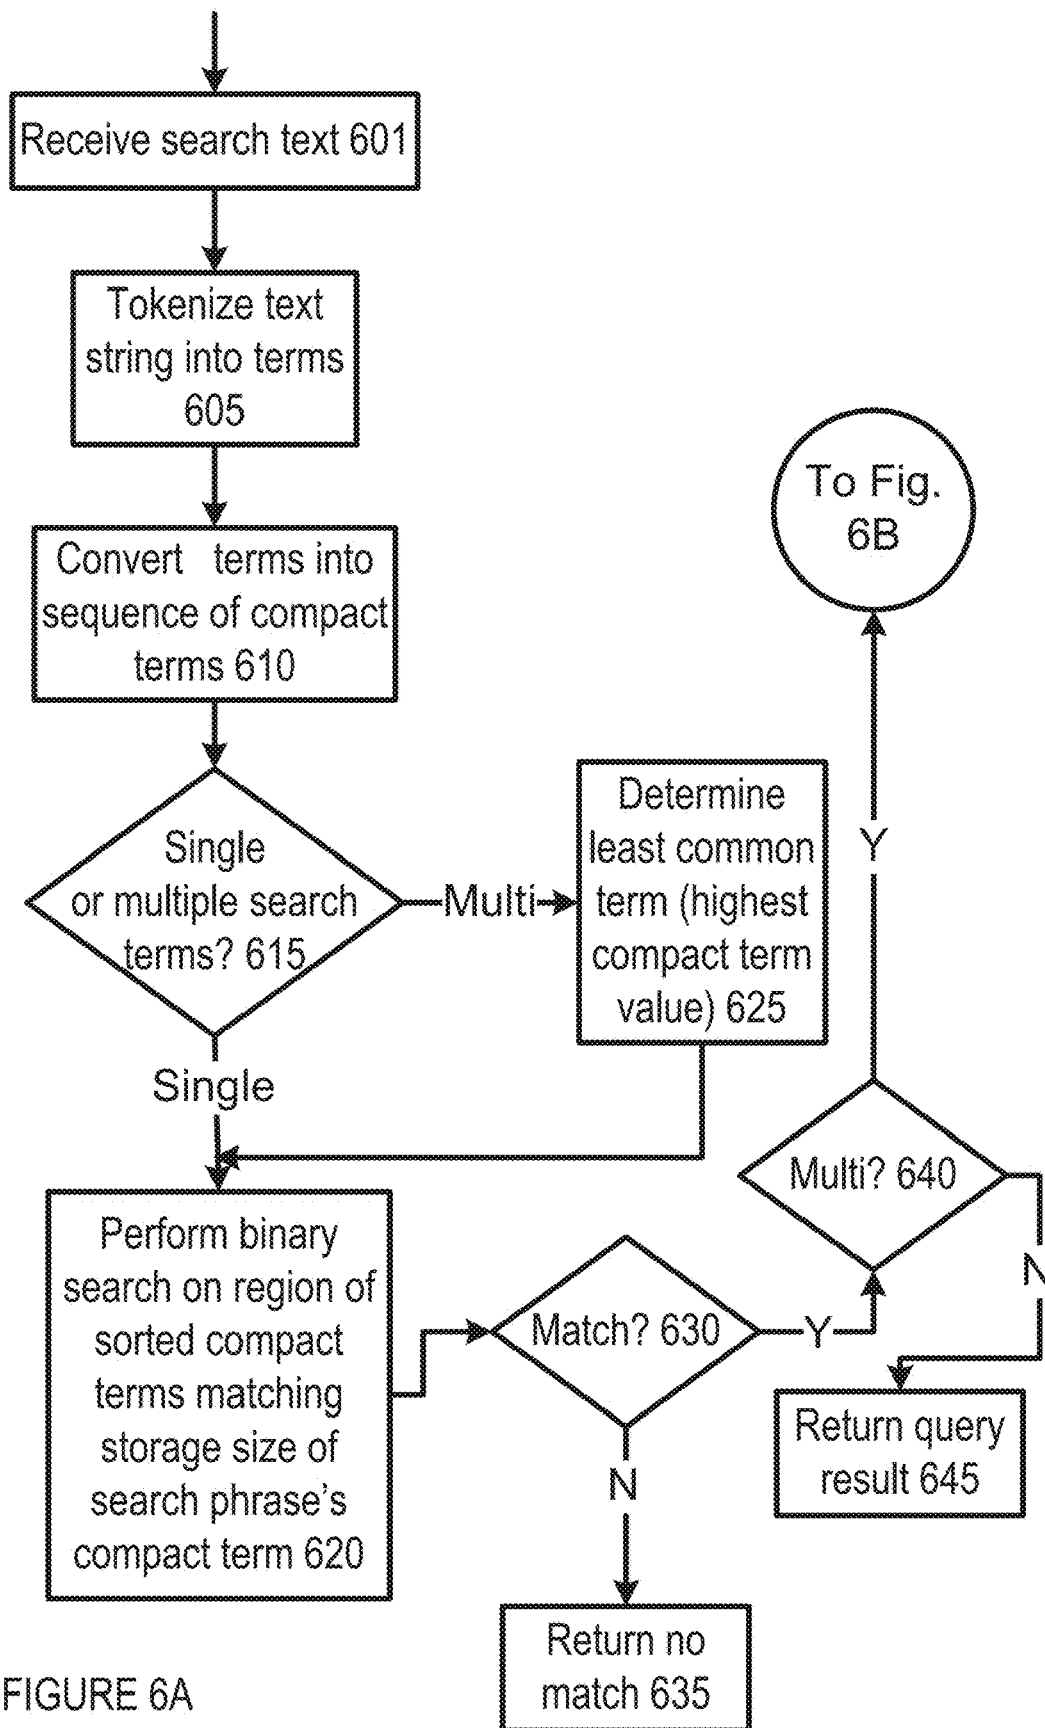 Receive search text 601
Tokenize text
string into terms
605
Convert terms into
sequence of compact
terms 610
Single
or multiple search
terms? 615
Multi
Determine
least common
term (highest
compact term
value) 625
Single
Perform binary
search on region of
sorted compact
terms matching
storage size of
search phrase's
compact term 620
Match? 630
Y
N
Return no
match 635
Multi? 640
Y
N
To Fig.
6B
Return query
result 645
FIGURE 6A